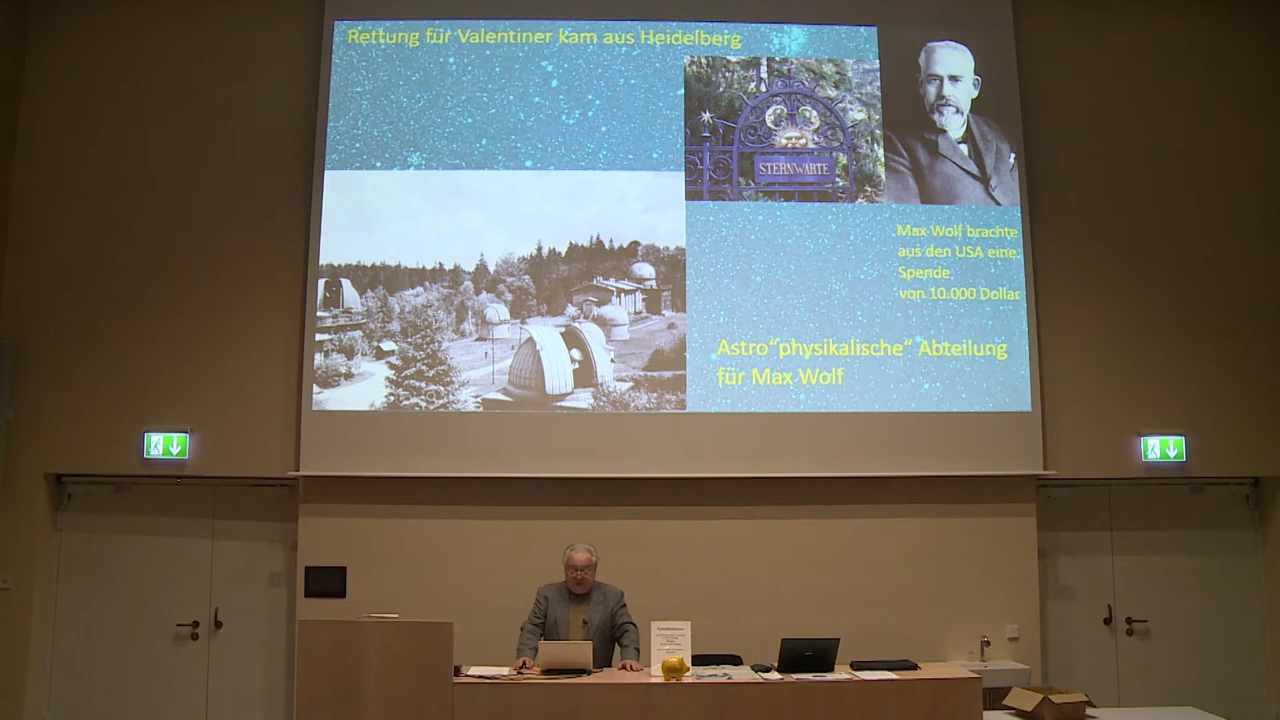 Rettung für Valentiner kam aus Heidelberg
STERNWARTE
Max Wolf brachte
aus den USA eine
Spende
von 10.000 Dollar
Astro“physikalische“ Abteilung
für Max Wolf